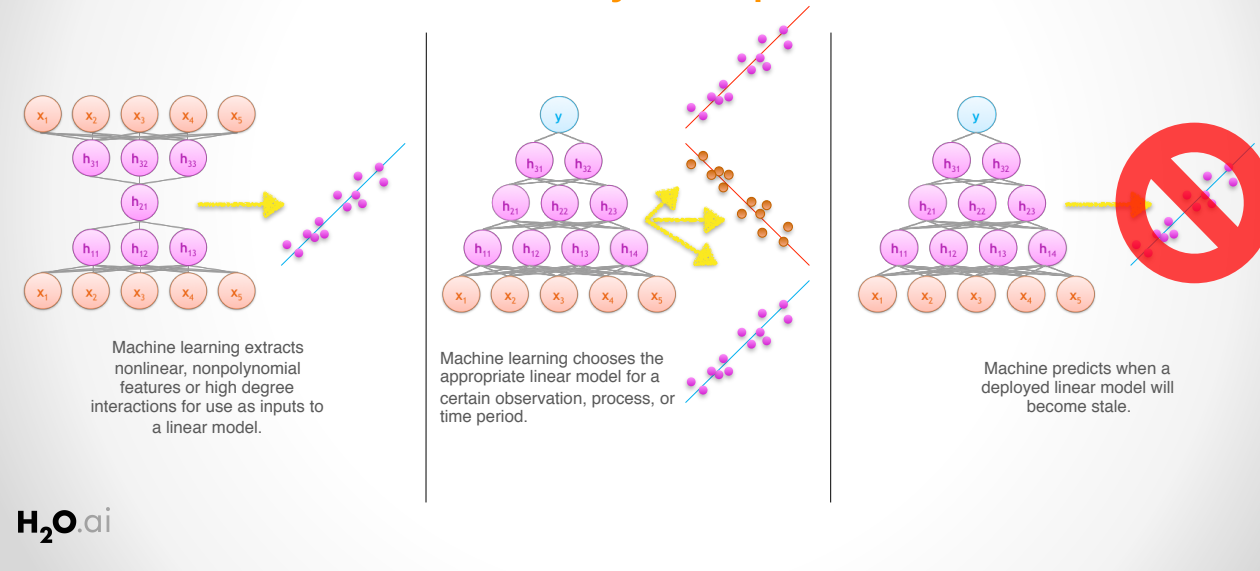 x1 x2 x3 x4 x5
h31 h32 h33
h21
h11 h12 h13
x1 x2 x3 x4 x5
Machine learning extracts
nonlinear, nonpolynomial
features or high degree
interactions for use as inputs to
a linear model.
y
h31 h32
h21 h22 h23
h11 h12 h13 h14
x1 x2 x3 x4 x5
Machine learning chooses the
appropriate linear model for a
certain observation, process, or
time period.
y
h31 h32
h21 h22 h23
h11 h12 h13 h14
x1 x2 x3 x4 x5
Machine predicts when a
deployed linear model will
become stale.
H2O.ai